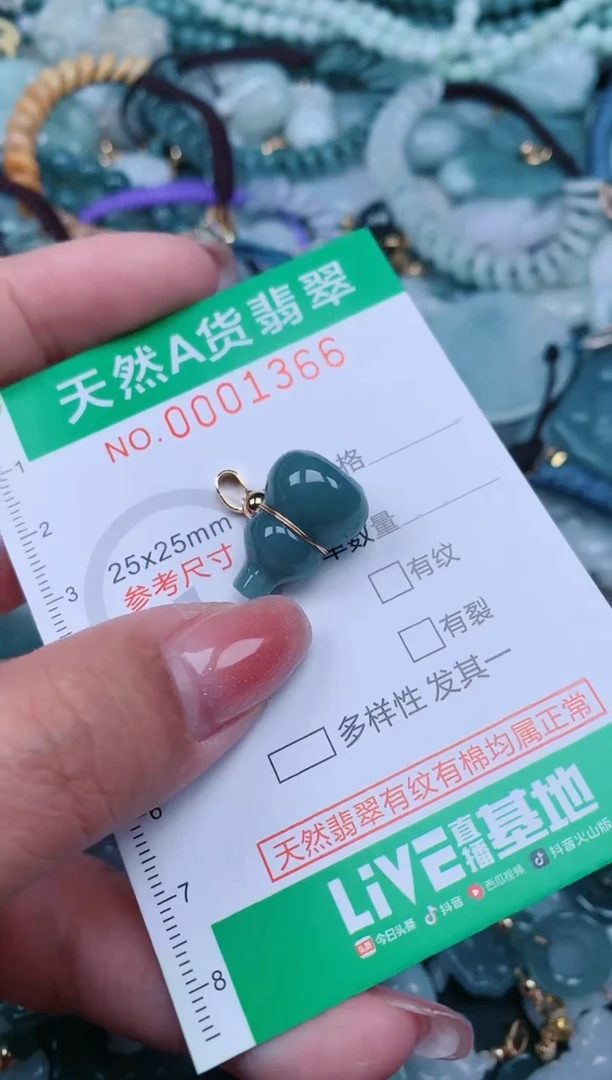 天然A货翡翠
NO.0001366
格
25x25mm
参考尺寸
数量
有纹
有裂
多样性 发其一
天然翡翠有纹有棉均属正常
LiVE直播基地
头条 今日头条 抖音 西瓜视频 抖音火山版
1
2
3
6
7
8